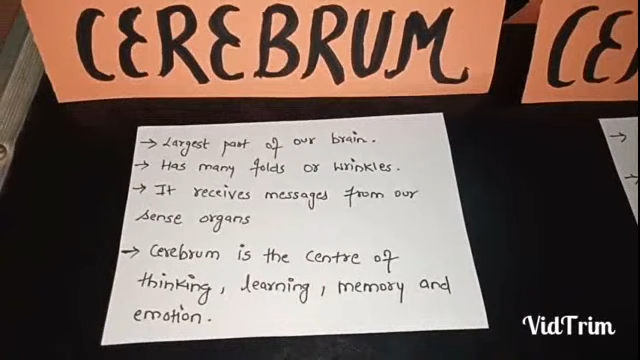 CEREBRUM
CE
→ Largest part of our brain.
→ Has many folds or wrinkles.
→ It receives messages from our
sense organs
→ Cerebrum is the centre of
thinking, learning, memory and
emotion.
VidTrim